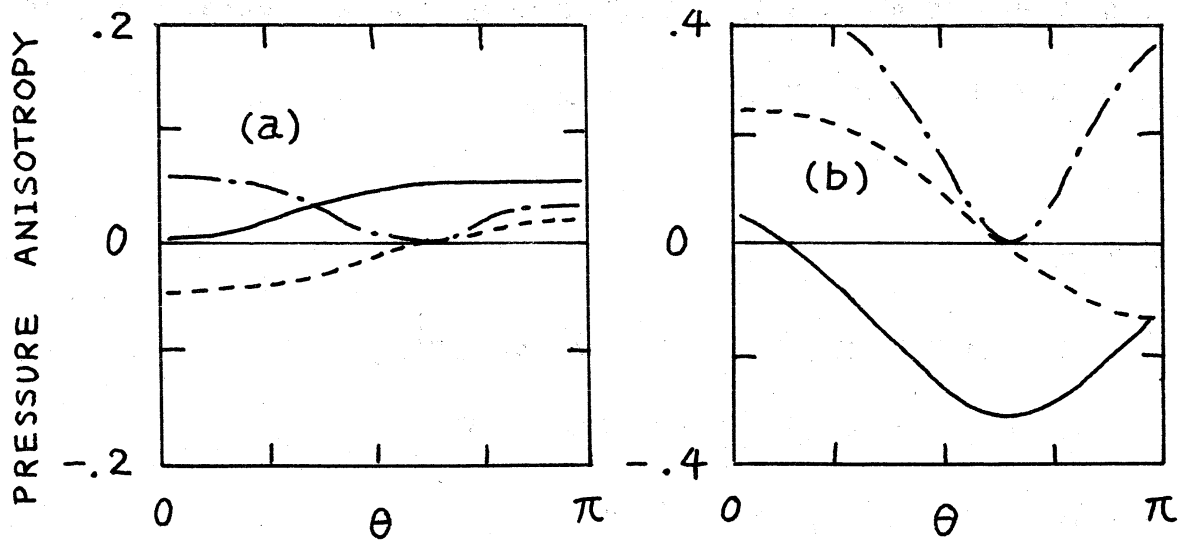 PRESSURE ANISOTROPY
.2
0
-.2
(a)
0
θ
π
.4
0
-.4
(b)
0
θ
π